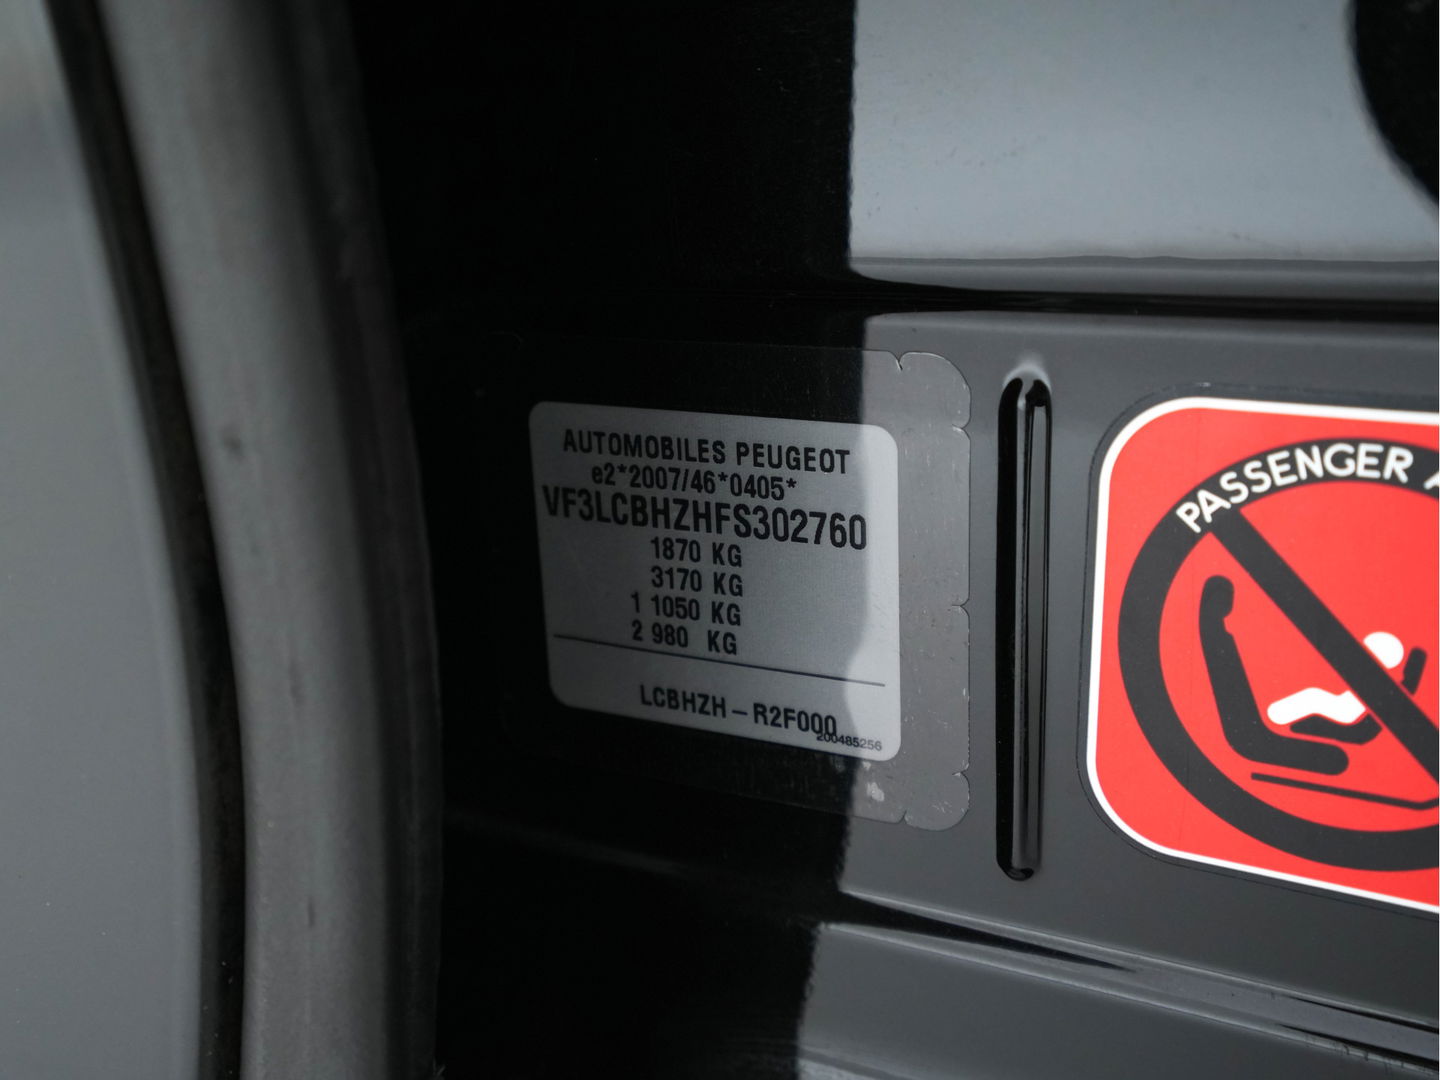 AUTOMOBILES PEUGEOT
e2*2007/46*0405*
VF3LCBHZHFS302760
1870 KG
3170 KG
1 1050 KG
2 980 KG
LCBHZH – R2F000
200485256
PASSENGER A